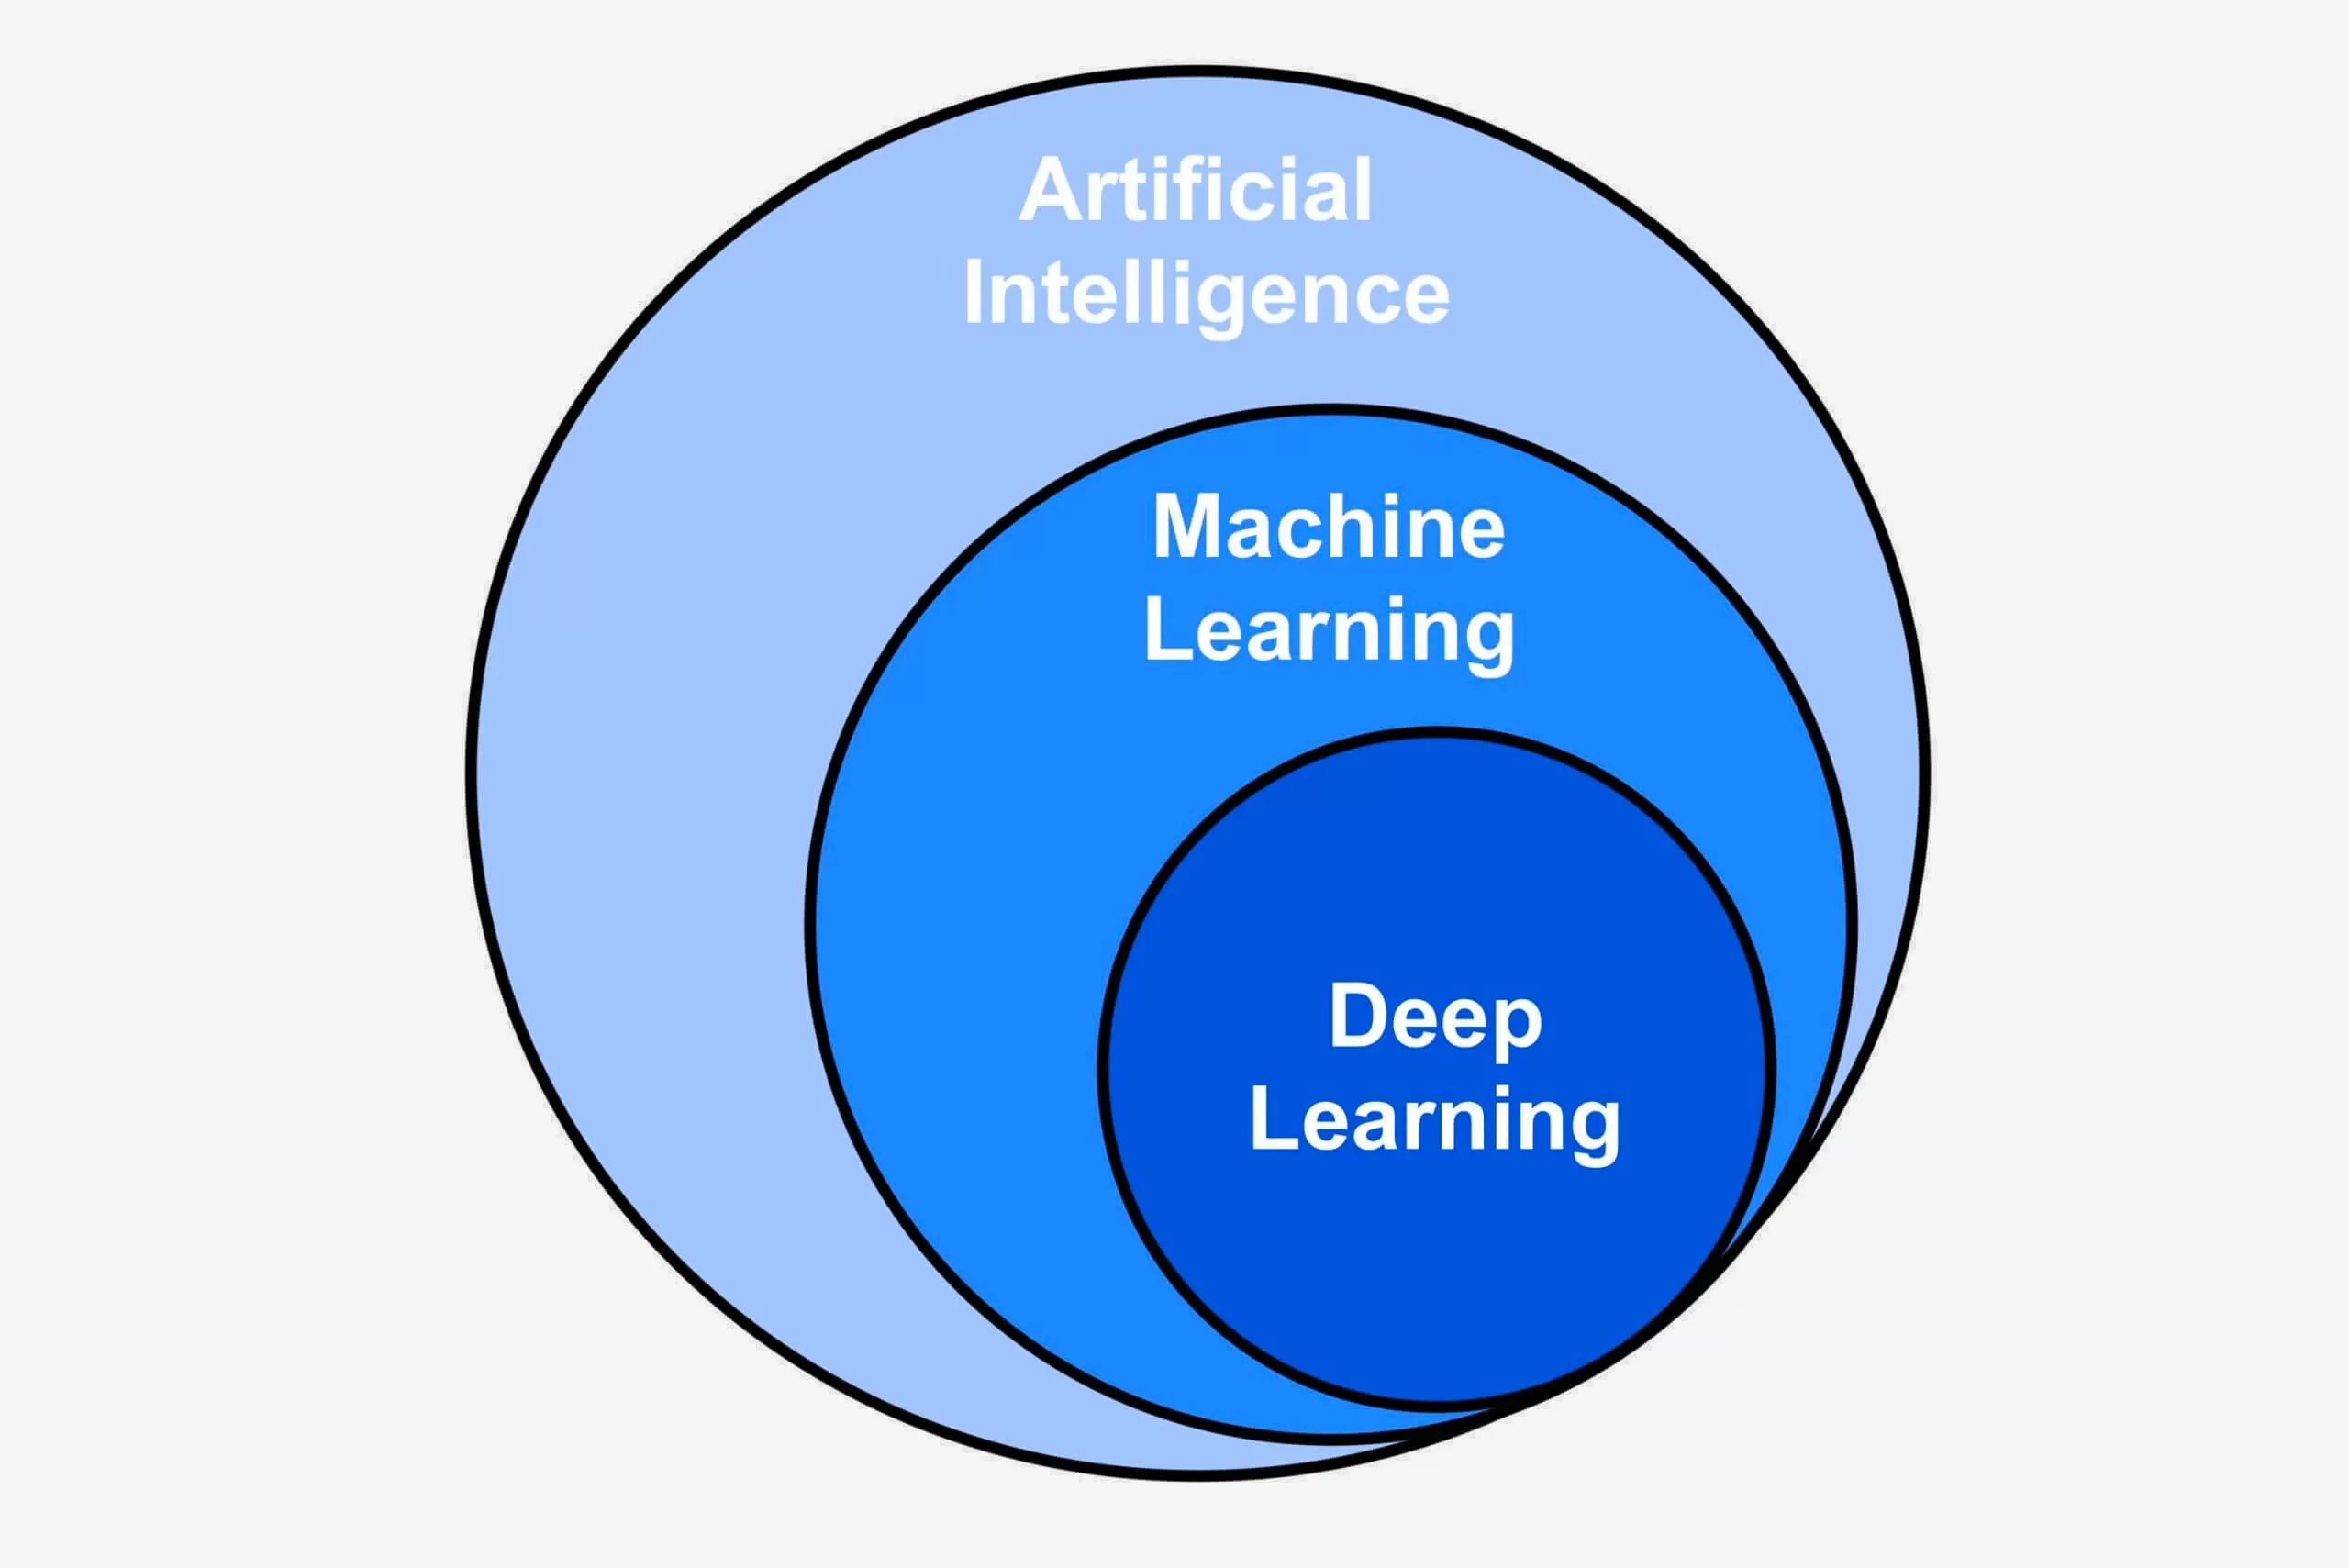 Artificial
Intelligence
Machine
Learning
Deep
Learning